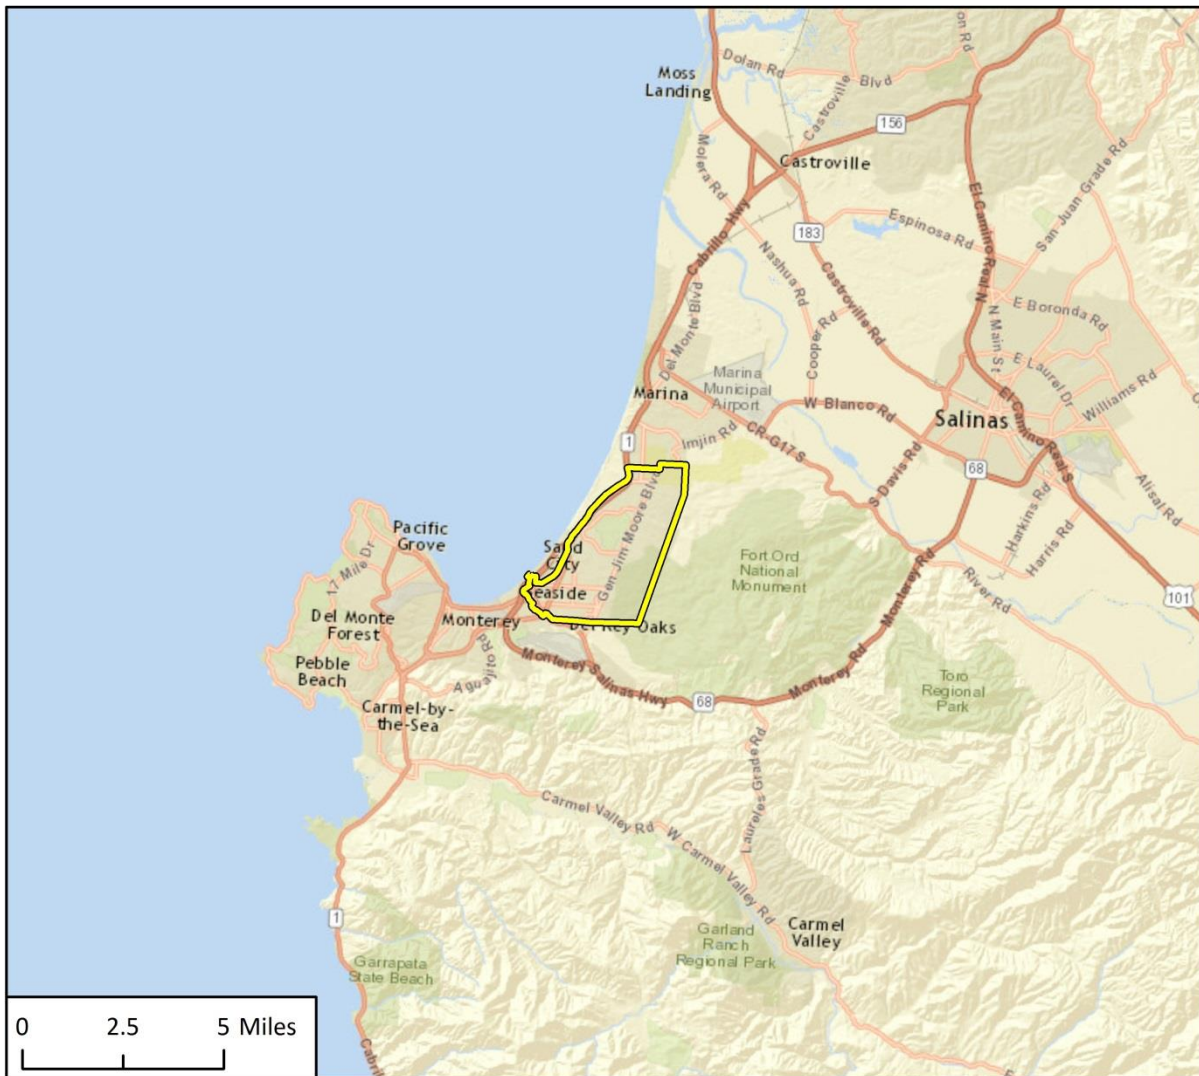 Dolan Rd
Blvd
Moss
Landing
Castroville
156
San Juan Grade Rd
Molera Rd
Castroville
El Camino Real N
Espinosa Rd
183
Cabrillo Hwy
Nashua Rd
Castroville Rd
N Main St
E Boronda Rd
Del Monte Blvd
Cooper Rd
E Laurel Dr
Williams Rd
Marina
Municipal
Airport
Marina
W Blanco Rd
Salinas
El Camino Real S
1
Imjin Rd
CR-G17 S
68
S Davis Rd
Alisal Rd
Harkins Rd
Harris Rd
Gen Jim Moore Blvd
Pacific
Grove
Sand
City
17 Mile Dr
Fort Ord
National
Monument
Monterey Rd
River Rd
101
Seaside
Del Monte
Forest
Monterey
Del Rey Oaks
Aguajito Rd
Monterey Salinas Hwy
Monterey Rd
Pebble
Beach
Toro
Regional
Park
68
Carmel-by-
the-Sea
Laureles Grade Rd
Carmel Valley Rd
W Carmel Valley Rd
1
Carmel
Valley
Garland
Ranch
Regional Park
Garrapata
State Beach
0 2.5 5 Miles